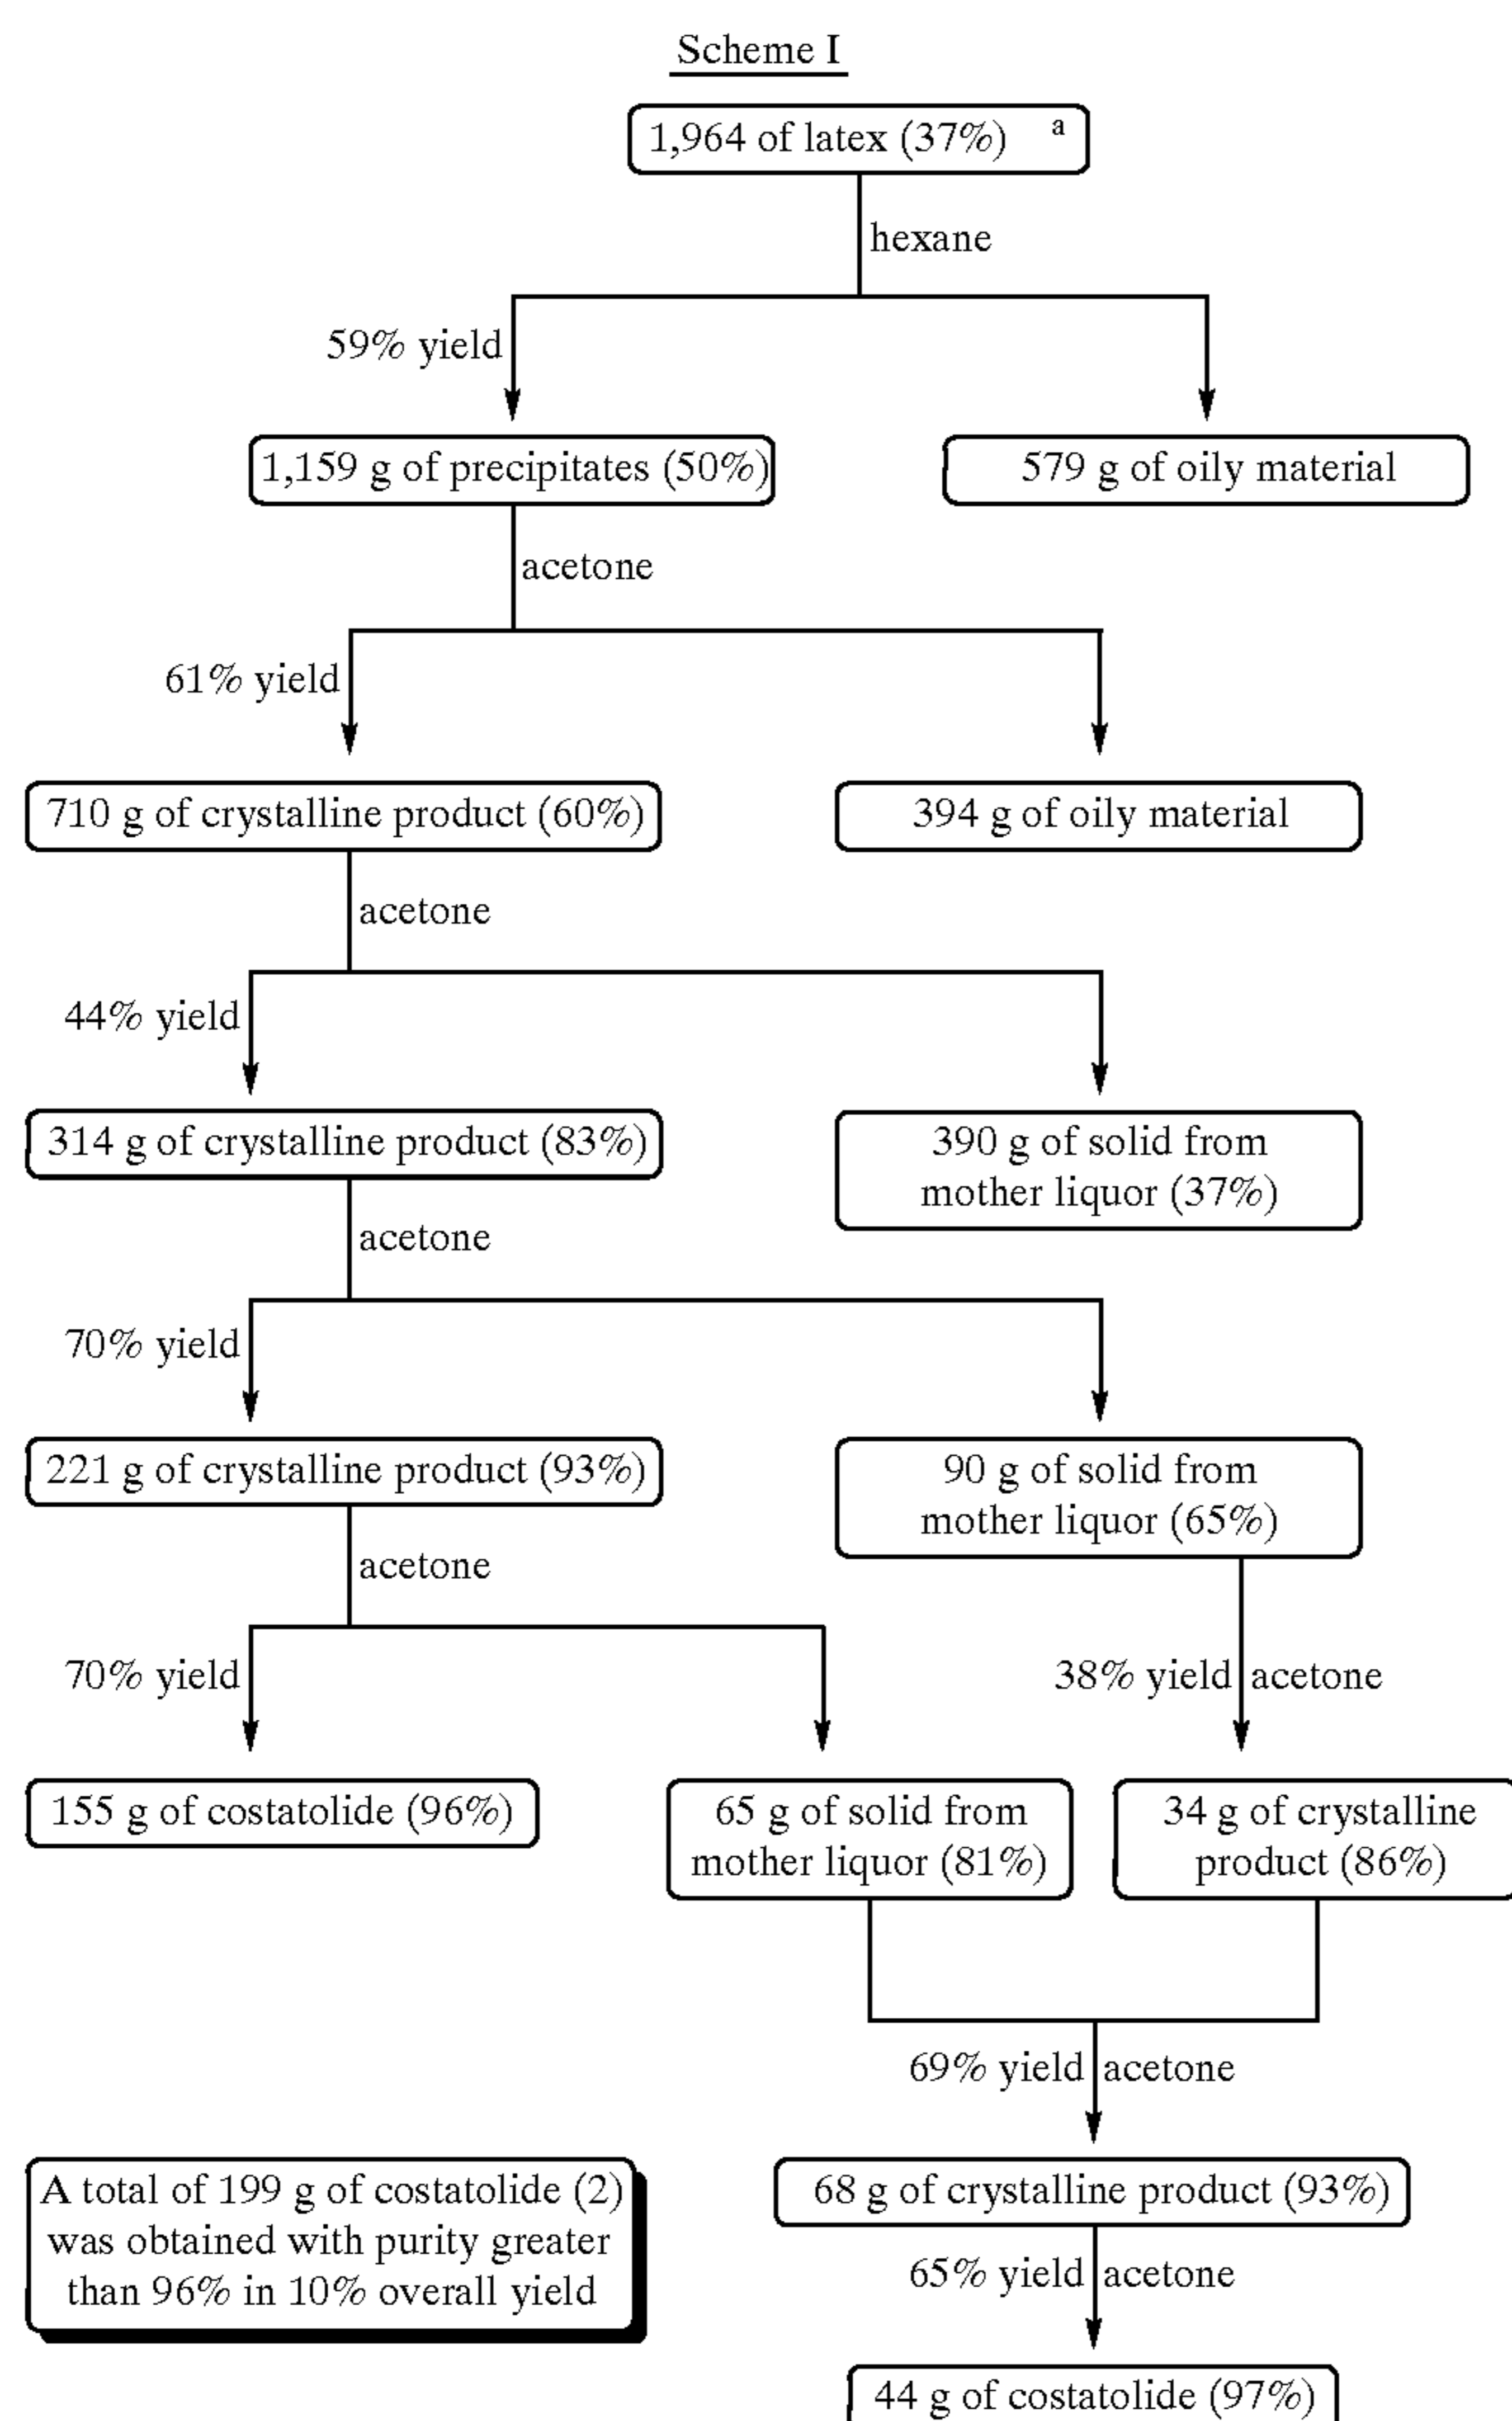 Scheme I
1,964 of latex (37%) a
hexane
59% yield
1,159 g of precipitates (50%)
579 g of oily material
acetone
61% yield
710 g of crystalline product (60%)
394 g of oily material
acetone
44% yield
314 g of crystalline product (83%)
390 g of solid from
mother liquor (37%)
acetone
70% yield
221 g of crystalline product (93%)
90 g of solid from
mother liquor (65%)
acetone
70% yield
38% yield
acetone
155 g of costatolide (96%)
65 g of solid from
mother liquor (81%)
34 g of crystalline
product (86%)
69% yield
acetone
68 g of crystalline product (93%)
65% yield
acetone
44 g of costatolide (97%)
A total of 199 g of costatolide (2)
was obtained with purity greater
than 96% in 10% overall yield